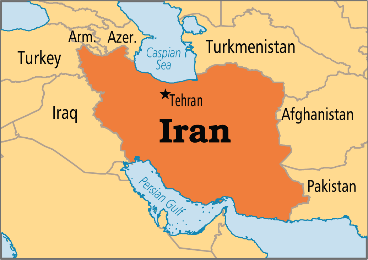 Arm.
Azer.
Turkey
Caspian
Sea
Turkmenistan
Tehran
Iraq
Iran
Afghanistan
Persian Gulf
Pakistan